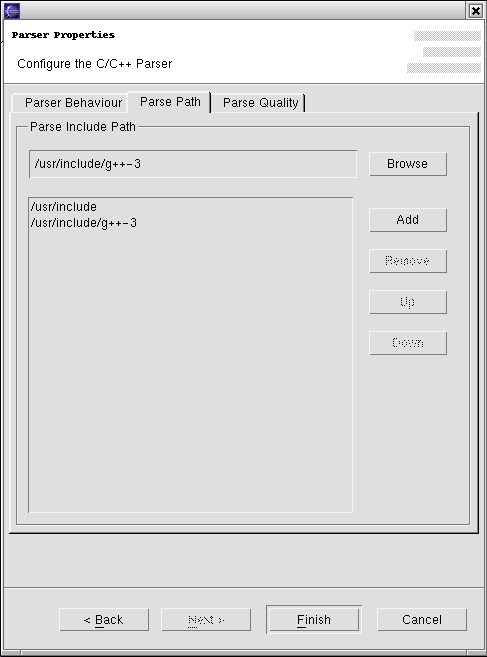 Parser Properties
Configure the C/C++ Parser
Parser Behaviour Parse Path Parse Quality
Parse Include Path
/usr/include/g++-3 Browse
/usr/include
/usr/include/g++-3
Add
Remove
Up
Down
< Back Next > Finish Cancel